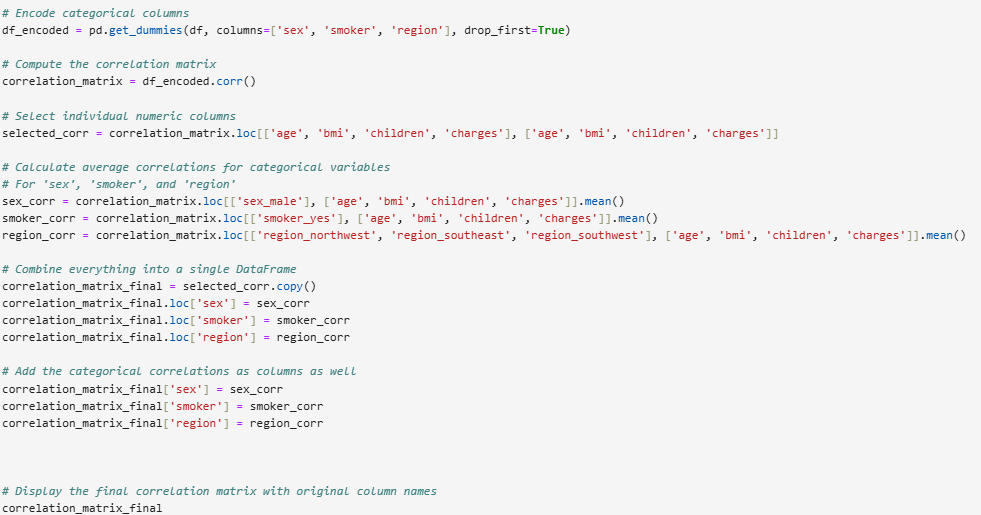 # Encode categorical columns
df_encoded = pd.get_dummies(df, columns=['sex', 'smoker', 'region'], drop_first=True)
# Compute the correlation matrix
correlation_matrix = df_encoded.corr()
# Select individual numeric columns
selected_corr = correlation_matrix.loc[['age', 'bmi', 'children', 'charges'], ['age', 'bmi', 'children', 'charges']]
# Calculate average correlations for categorical variables
# For 'sex', 'smoker', and 'region'
sex_corr = correlation_matrix.loc[['sex_male'], ['age', 'bmi', 'children', 'charges']].mean()
smoker_corr = correlation_matrix.loc[['smoker_yes'], ['age', 'bmi', 'children', 'charges']].mean()
region_corr = correlation_matrix.loc[['region_northwest', 'region_southeast', 'region_southwest'], ['age', 'bmi', 'children', 'charges']].mean()
# Combine everything into a single DataFrame
correlation_matrix_final = selected_corr.copy()
correlation_matrix_final.loc['sex'] = sex_corr
correlation_matrix_final.loc['smoker'] = smoker_corr
correlation_matrix_final.loc['region'] = region_corr
# Add the categorical correlations as columns as well
correlation_matrix_final['sex'] = sex_corr
correlation_matrix_final['smoker'] = smoker_corr
correlation_matrix_final['region'] = region_corr
# Display the final correlation matrix with original column names
correlation_matrix_final